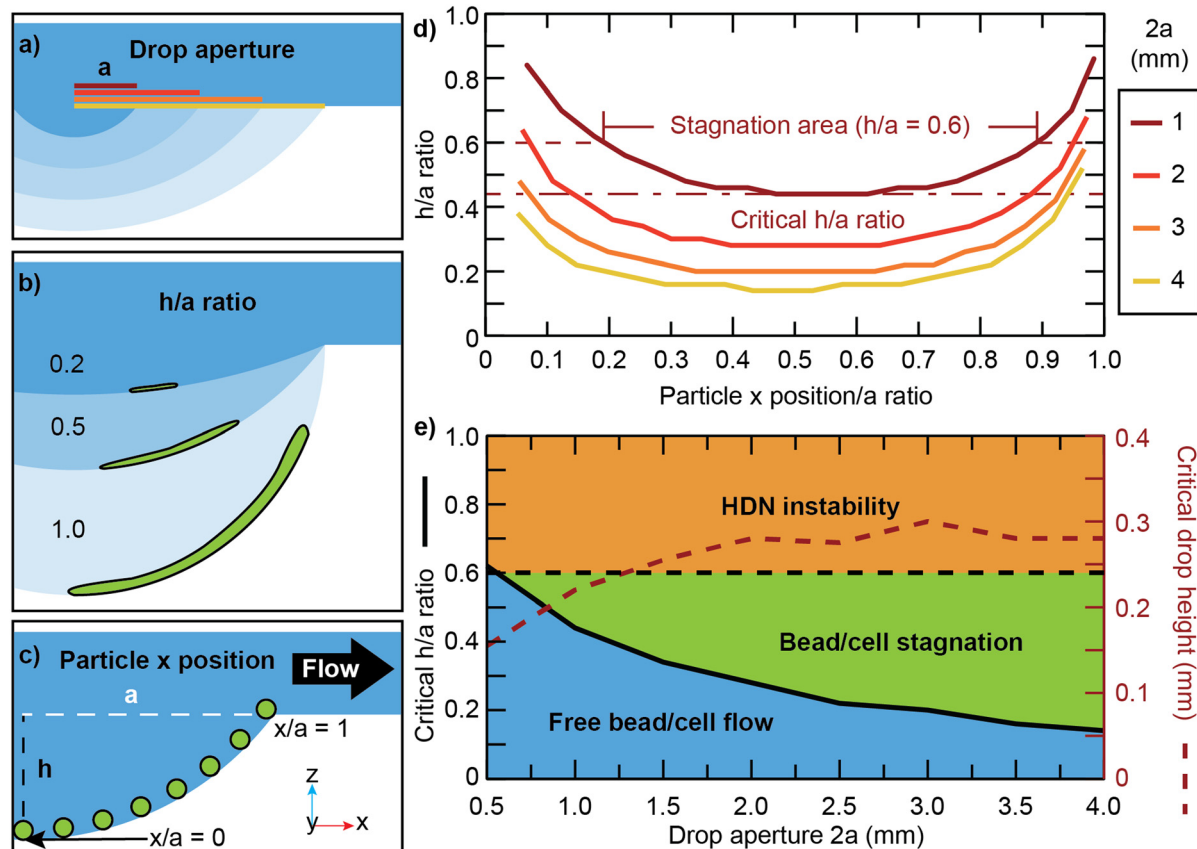 a)
Drop aperture
a
b)
h/a ratio
0.2
0.5
1.0
c)
Particle x position
Flow
a
x/a = 1
h
z
y
x
x/a = 0
d)
h/a ratio
1.0
0.8
0.6
0.4
0.2
0
Stagnation area (h/a = 0.6)
Critical h/a ratio
0 0.1 0.2 0.3 0.4 0.5 0.6 0.7 0.8 0.9 1.0
Particle x position/a ratio
2a
(mm)
1
2
3
4
e)
Critical h/a ratio
1.0
0.8
0.6
0.4
0.2
0
HDN instability
Bead/cell stagnation
Free bead/cell flow
0.4
0.3
0.2
0.1
0
Critical drop height (mm)
0.5 1.0 1.5 2.0 2.5 3.0 3.5 4.0
Drop aperture 2a (mm)